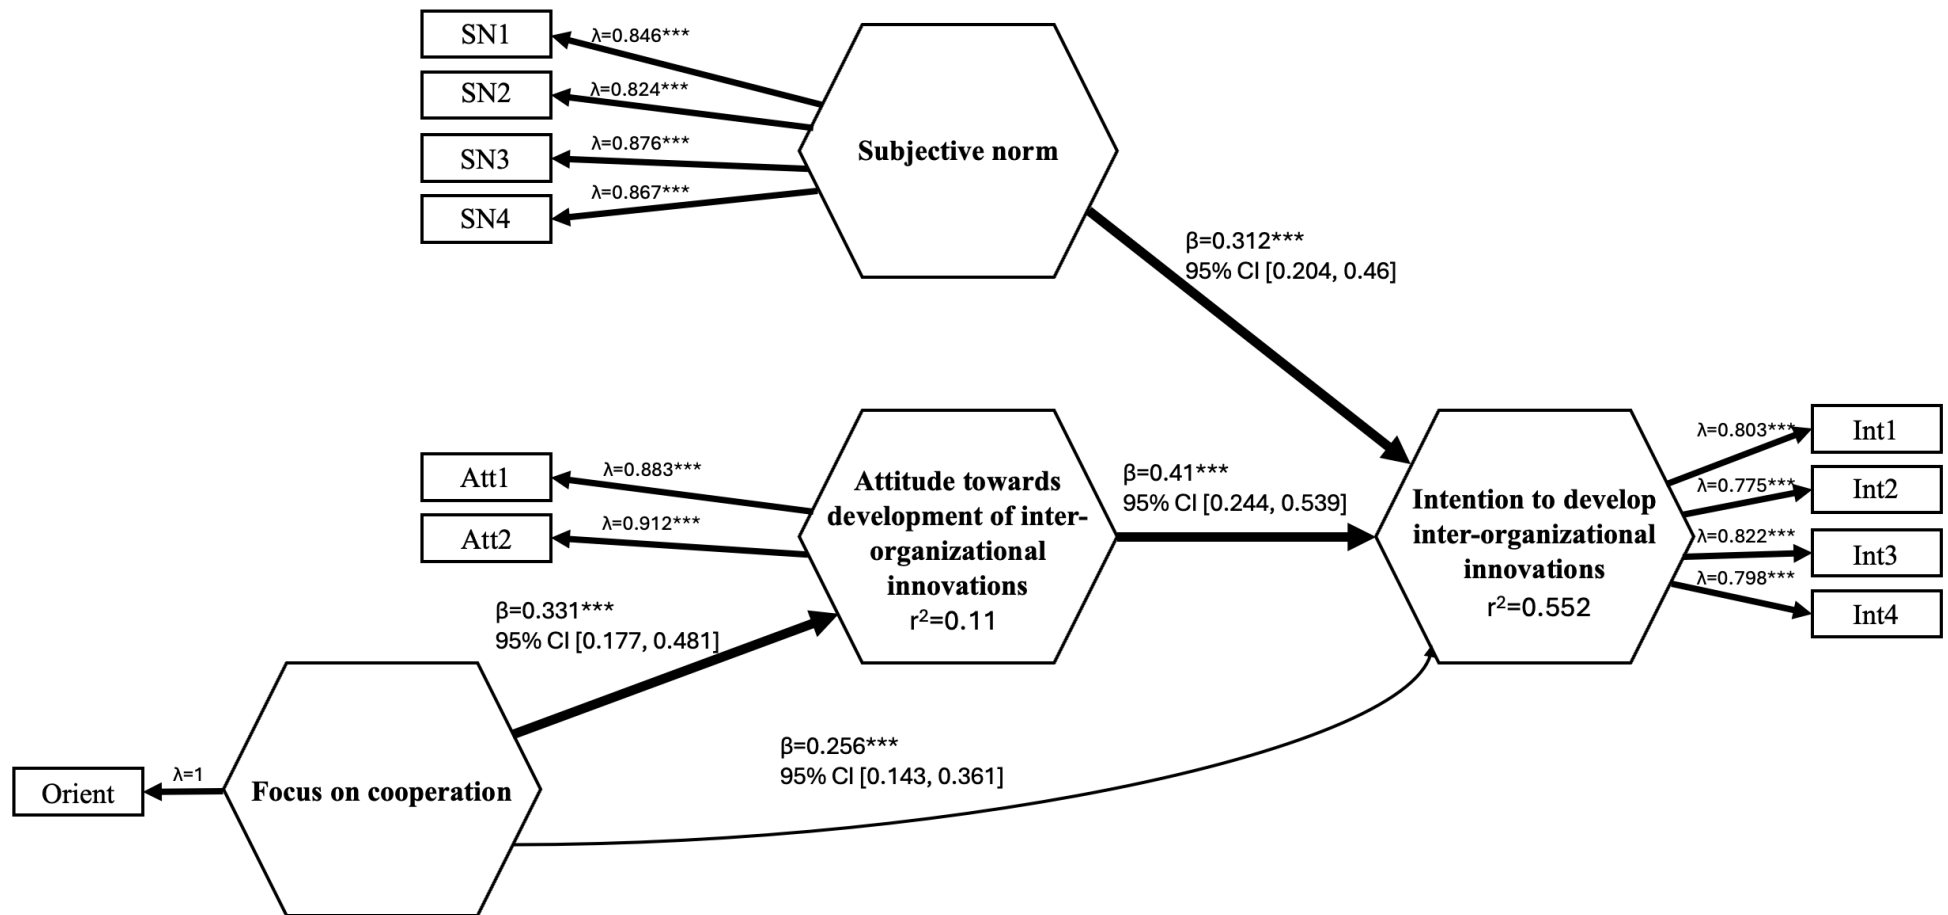 SN1
λ=0.846***
SN2
λ=0.824***
SN3
λ=0.876***
SN4
λ=0.867***
Subjective norm
β=0.312***
95% CI [0.204, 0.46]
Att1
λ=0.883***
Att2
λ=0.912***
Attitude towards
development of inter-
organizational
innovations
r²=0.11
β=0.41***
95% CI [0.244, 0.539]
Intention to develop
inter-organizational
innovations
r²=0.552
λ=0.803***
Int1
λ=0.775***
Int2
λ=0.822***
Int3
λ=0.798***
Int4
β=0.331***
95% CI [0.177, 0.481]
Orient
λ=1
Focus on cooperation
β=0.256***
95% CI [0.143, 0.361]